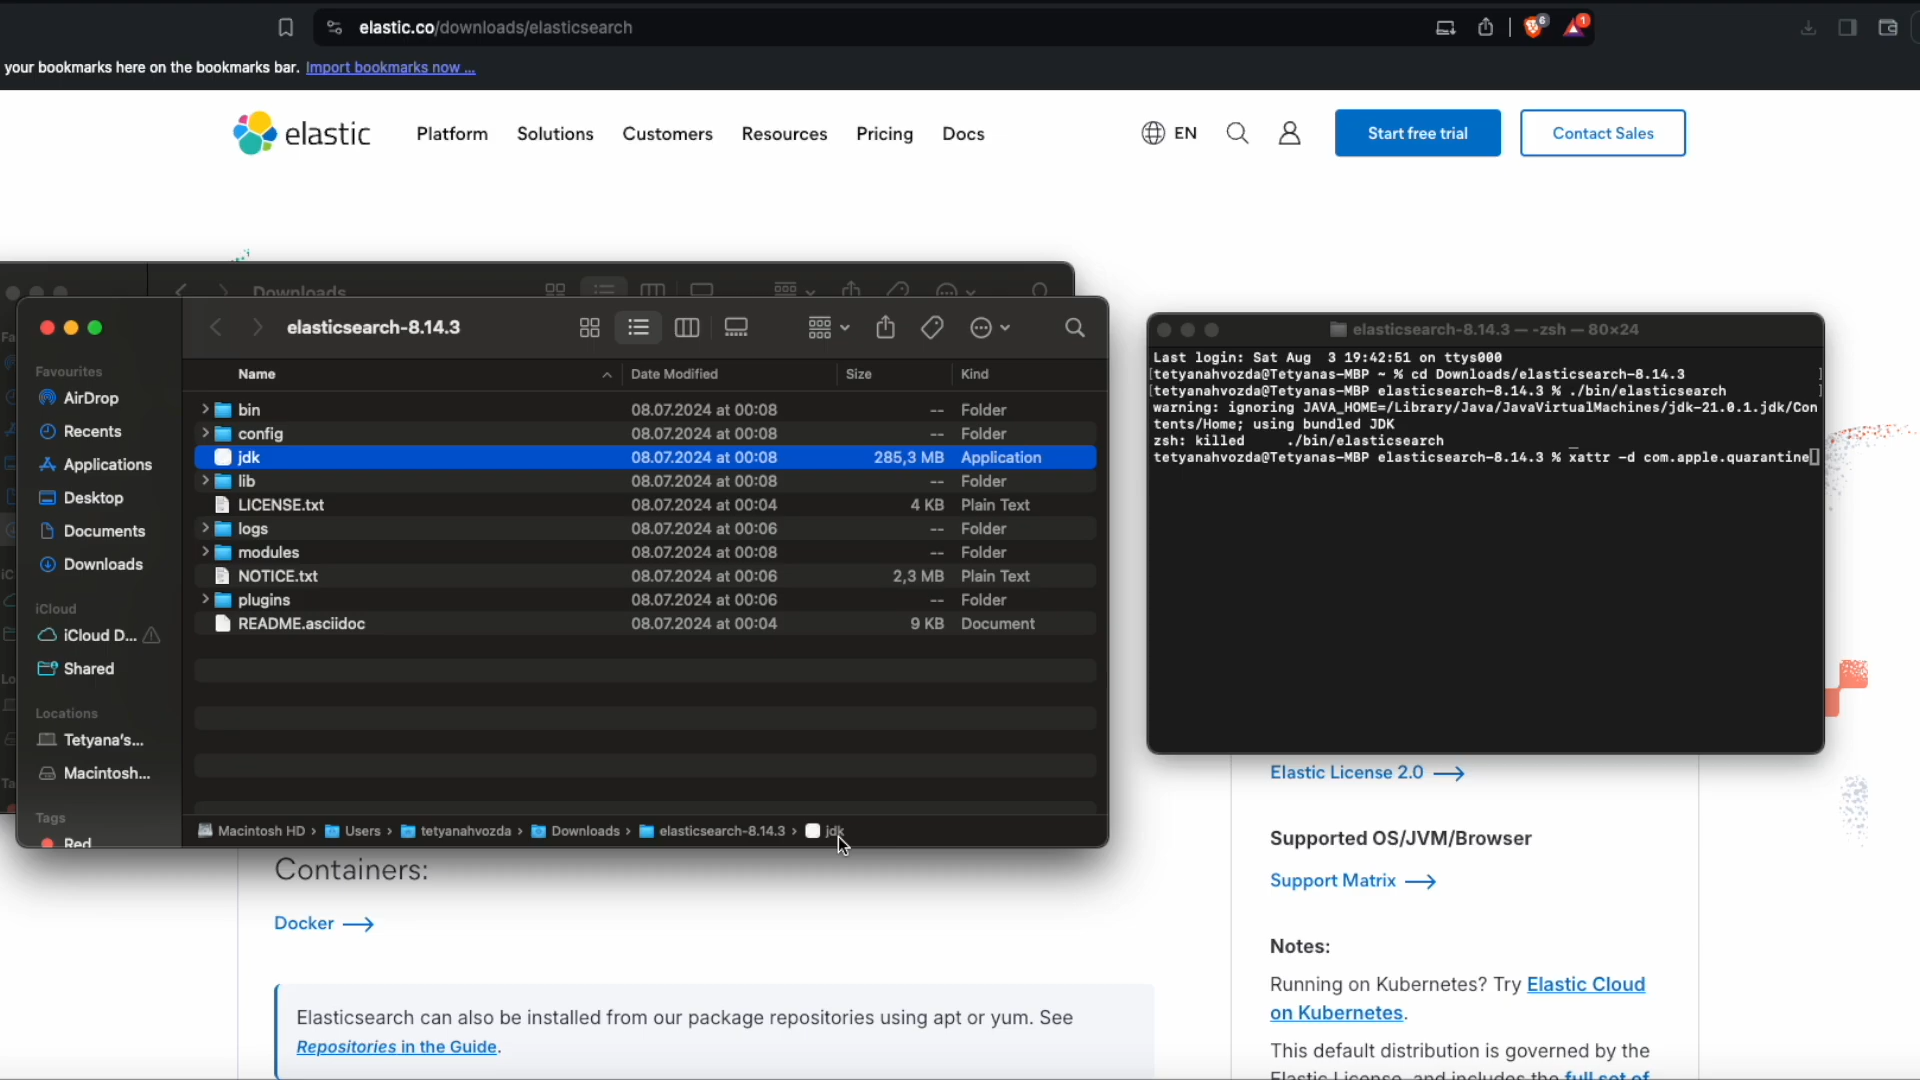 elastic.co/downloads/elasticsearch
6
1
your bookmarks here on the bookmarks bar. Import bookmarks now ...
elastic
Platform
Solutions
Customers
Resources
Pricing
Docs
EN
Start free trial
Contact Sales
Downloads
elasticsearch-8.14.3
Favourites
AirDrop
Recents
Applications
Desktop
Documents
Downloads
iCloud
iCloud D...
Shared
Locations
Tetyana's...
Macintosh...
Tags
Red
Name Date Modified Size Kind
bin 08.07.2024 at 00:08 -- Folder
config 08.07.2024 at 00:08 -- Folder
jdk 08.07.2024 at 00:08 285,3 MB Application
lib 08.07.2024 at 00:08 -- Folder
LICENSE.txt 08.07.2024 at 00:04 4 KB Plain Text
logs 08.07.2024 at 00:06 -- Folder
modules 08.07.2024 at 00:08 -- Folder
NOTICE.txt 08.07.2024 at 00:06 2,3 MB Plain Text
plugins 08.07.2024 at 00:06 -- Folder
README.asciidoc 08.07.2024 at 00:04 9 KB Document
Macintosh HD › Users › tetyanahvozda › Downloads › elasticsearch-8.14.3 › jdk
elasticsearch-8.14.3 — -zsh — 80×24
Last login: Sat Aug  3 19:42:51 on ttys000
[tetyanahvozda@Tetyanas-MBP ~ % cd Downloads/elasticsearch-8.14.3 ]
[tetyanahvozda@Tetyanas-MBP elasticsearch-8.14.3 % ./bin/elasticsearch ]
warning: ignoring JAVA_HOME=/Library/Java/JavaVirtualMachines/jdk-21.0.1.jdk/Con
tents/Home; using bundled JDK
zsh: killed     ./bin/elasticsearch
tetyanahvozda@Tetyanas-MBP elasticsearch-8.14.3 % xattr -d com.apple.quarantine
Containers:
Docker →
Elasticsearch can also be installed from our package repositories using apt or yum. See
Repositories in the Guide.
Elastic License 2.0 →
Supported OS/JVM/Browser
Support Matrix →
Notes:
Running on Kubernetes? Try Elastic Cloud
on Kubernetes.
This default distribution is governed by the
Elastic License, and includes the full set of